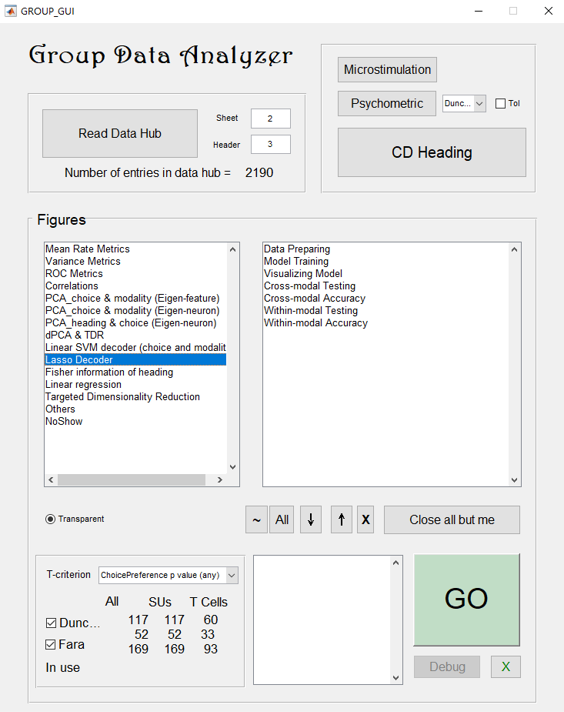 GROUP_GUI
Group Data Analyzer
Read Data Hub
Sheet 2
Header 3
Number of entries in data hub = 2190
Microstimulation
Psychometric Dunc... Tol
CD Heading
Figures
Mean Rate Metrics
Variance Metrics
ROC Metrics
Correlations
PCA_choice & modality (Eigen-feature)
PCA_choice & modality (Eigen-neuron)
PCA_heading & choice (Eigen-neuron)
dPCA & TDR
Linear SVM decoder (choice and modalit
Lasso Decoder
Fisher information of heading
Linear regression
Targeted Dimensionality Reduction
Others
NoShow
Data Preparing
Model Training
Visualizing Model
Cross-modal Testing
Cross-modal Accuracy
Within-modal Testing
Within-modal Accuracy
Transparent
~ All ↓ ↑ X Close all but me
T-criterion ChoicePreference p value (any)
All SUs T Cells
Dunc... 117 117 60
Fara 52 52 33
In use 169 169 93
GO
Debug X